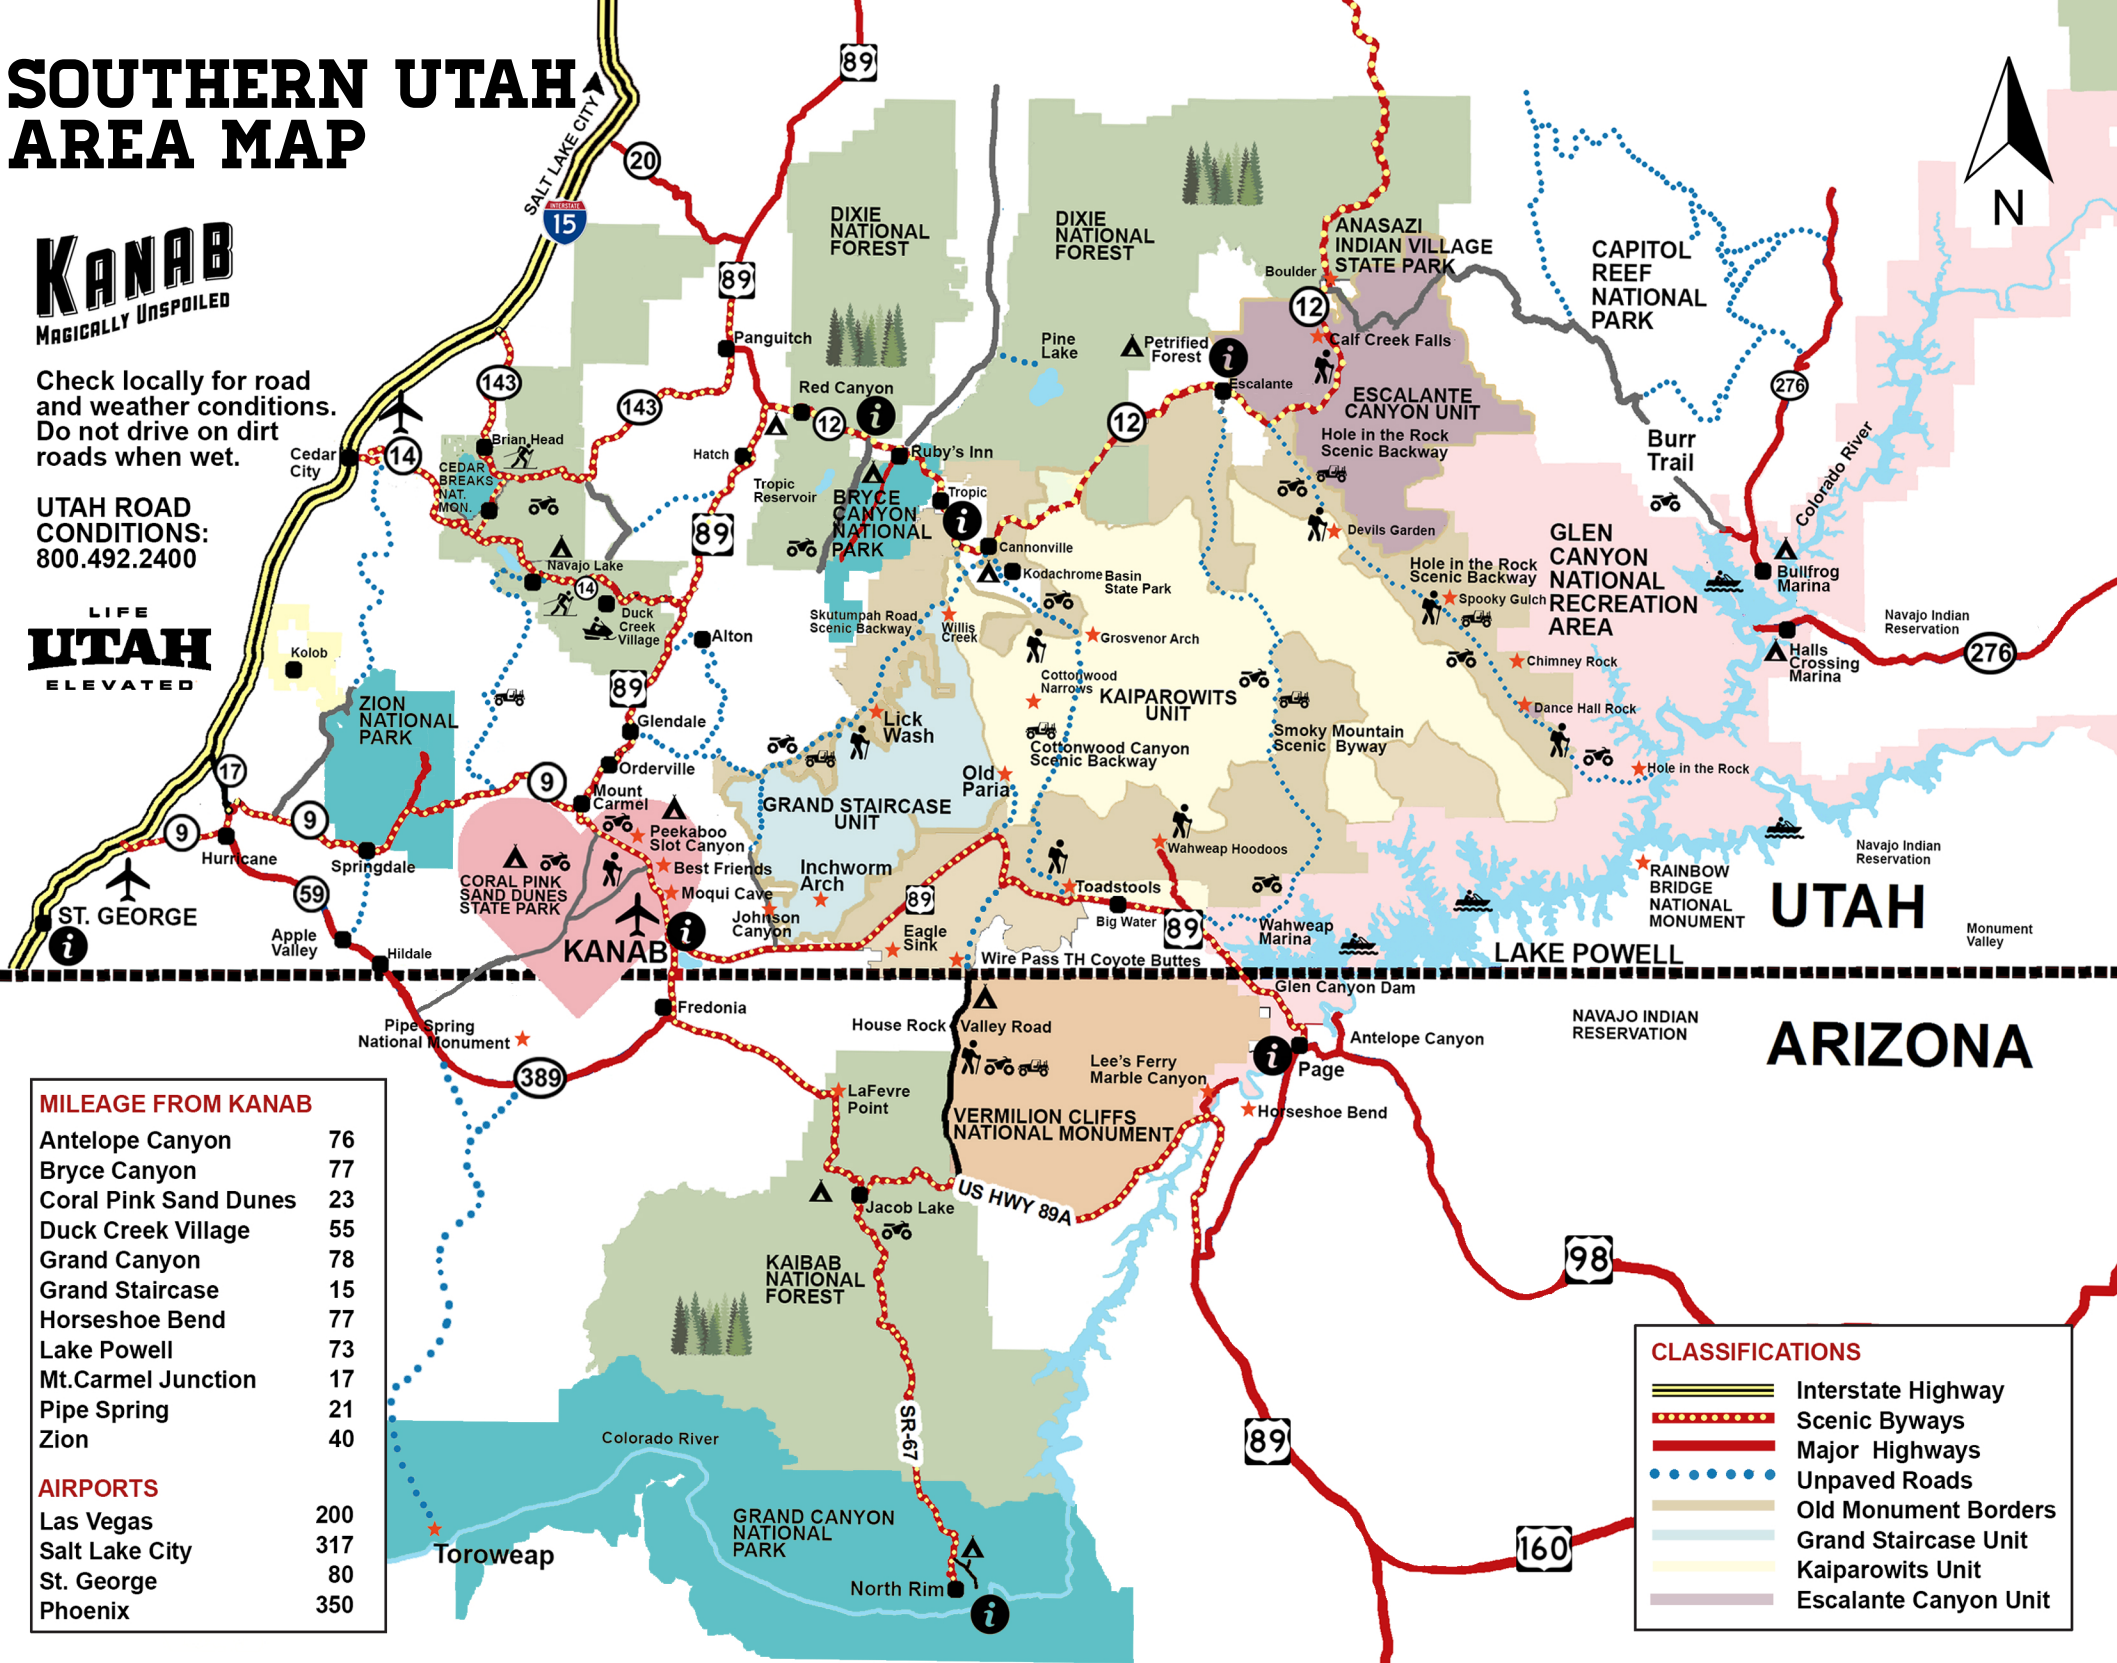 SOUTHERN UTAH
AREA MAP
KANAB
MAGICALLY UNSPOILED
Check locally for road
and weather conditions.
Do not drive on dirt
roads when wet.
UTAH ROAD
CONDITIONS:
800.492.2400
LIFE
UTAH
ELEVATED
SALT LAKE CITY
INTERSTATE
15
20
89
89
143
143
14
Cedar
City
Brian Head
CEDAR
BREAKS
NAT.
MON.
Panguitch
DIXIE
NATIONAL
FOREST
DIXIE
NATIONAL
FOREST
Red Canyon
12
Hatch
Ruby's Inn
Tropic
Reservoir
BRYCE
CANYON
NATIONAL
PARK
Tropic
89
Pine
Lake
Petrified
Forest
Escalante
12
12
Boulder
ANASAZI
INDIAN VILLAGE
STATE PARK
Calf Creek Falls
ESCALANTE
CANYON UNIT
Hole in the Rock
Scenic Backway
Devils Garden
CAPITOL
REEF
NATIONAL
PARK
N
276
Burr
Trail
Colorado River
Bullfrog
Marina
GLEN
CANYON
NATIONAL
RECREATION
AREA
Hole in the Rock
Scenic Backway
Spooky Gulch
Navajo Indian
Reservation
276
Halls
Crossing
Marina
Chimney Rock
Dance Hall Rock
Hole in the Rock
Cannonville
Kodachrome Basin
State Park
Navajo Lake
14
Duck
Creek
Village
Alton
Skutumpah Road
Scenic Backway
Willis
Creek
Grosvenor Arch
Cottonwood
Narrows
KAIPAROWITS
UNIT
Cottonwood Canyon
Scenic Backway
Smoky Mountain
Scenic Byway
Kolob
ZION
NATIONAL
PARK
89
Glendale
Orderville
Lick
Wash
Old
Paria
17
9
9
9
Hurricane
Springdale
Mount
Carmel
Peekaboo
Slot Canyon
Best Friends
Moqui Cave
GRAND STAIRCASE
UNIT
Inchworm
Arch
Johnson
Canyon
CORAL PINK
SAND DUNES
STATE PARK
KANAB
59
ST. GEORGE
Apple
Valley
Hildale
89
Eagle
Sink
Wahweap Hoodoos
Toadstools
Big Water
89
Wire Pass TH Coyote Buttes
Wahweap
Marina
LAKE POWELL
RAINBOW
BRIDGE
NATIONAL
MONUMENT
Navajo Indian
Reservation
UTAH
Monument
Valley
Glen Canyon Dam
NAVAJO INDIAN
RESERVATION
ARIZONA
Antelope Canyon
Page
Horseshoe Bend
Fredonia
Pipe Spring
National Monument
389
House Rock Valley Road
Lee's Ferry
Marble Canyon
VERMILION CLIFFS
NATIONAL MONUMENT
US HWY 89A
LaFevre
Point
Jacob Lake
KAIBAB
NATIONAL
FOREST
SR-67
98
89
160
Colorado River
GRAND CANYON
NATIONAL
PARK
Toroweap
North Rim
MILEAGE FROM KANAB
Antelope Canyon 76
Bryce Canyon 77
Coral Pink Sand Dunes 23
Duck Creek Village 55
Grand Canyon 78
Grand Staircase 15
Horseshoe Bend 77
Lake Powell 73
Mt.Carmel Junction 17
Pipe Spring 21
Zion 40
AIRPORTS
Las Vegas 200
Salt Lake City 317
St. George 80
Phoenix 350
CLASSIFICATIONS
Interstate Highway
Scenic Byways
Major Highways
Unpaved Roads
Old Monument Borders
Grand Staircase Unit
Kaiparowits Unit
Escalante Canyon Unit